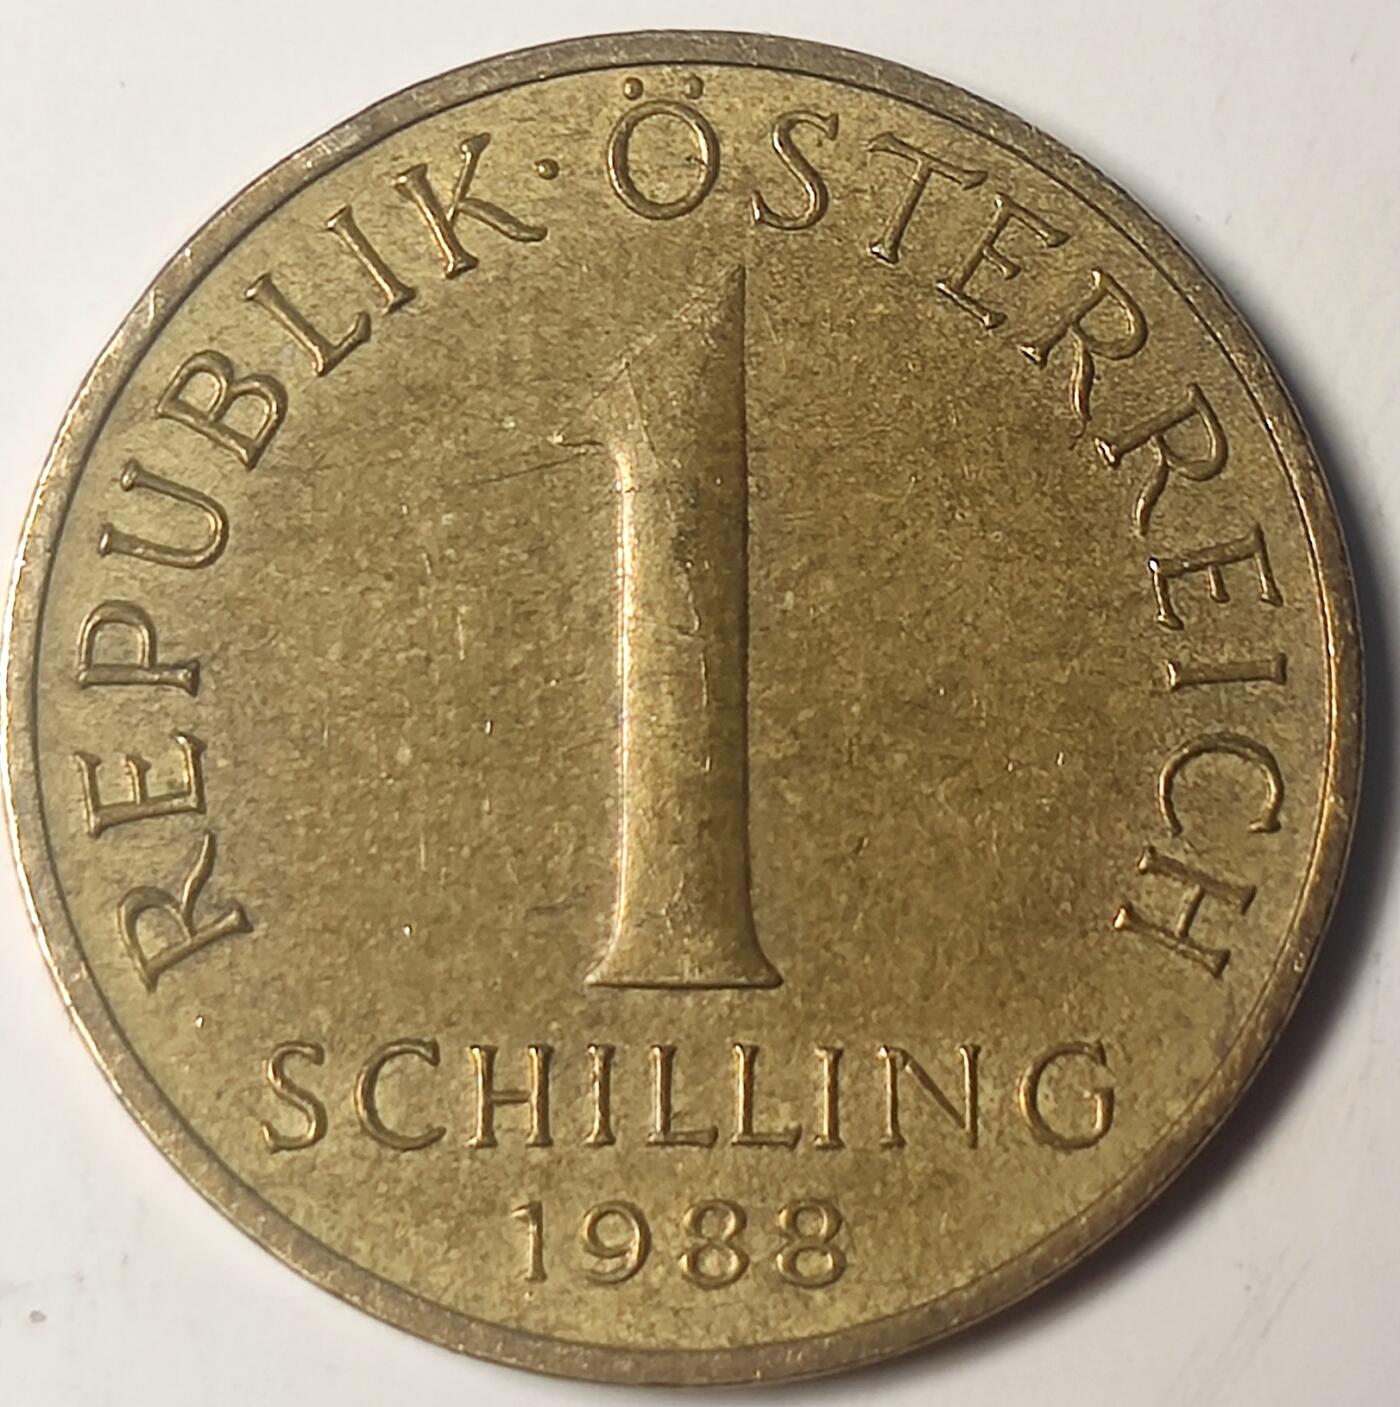 REPUBLIK · ÖSTERREICH
1
SCHILLING
1988